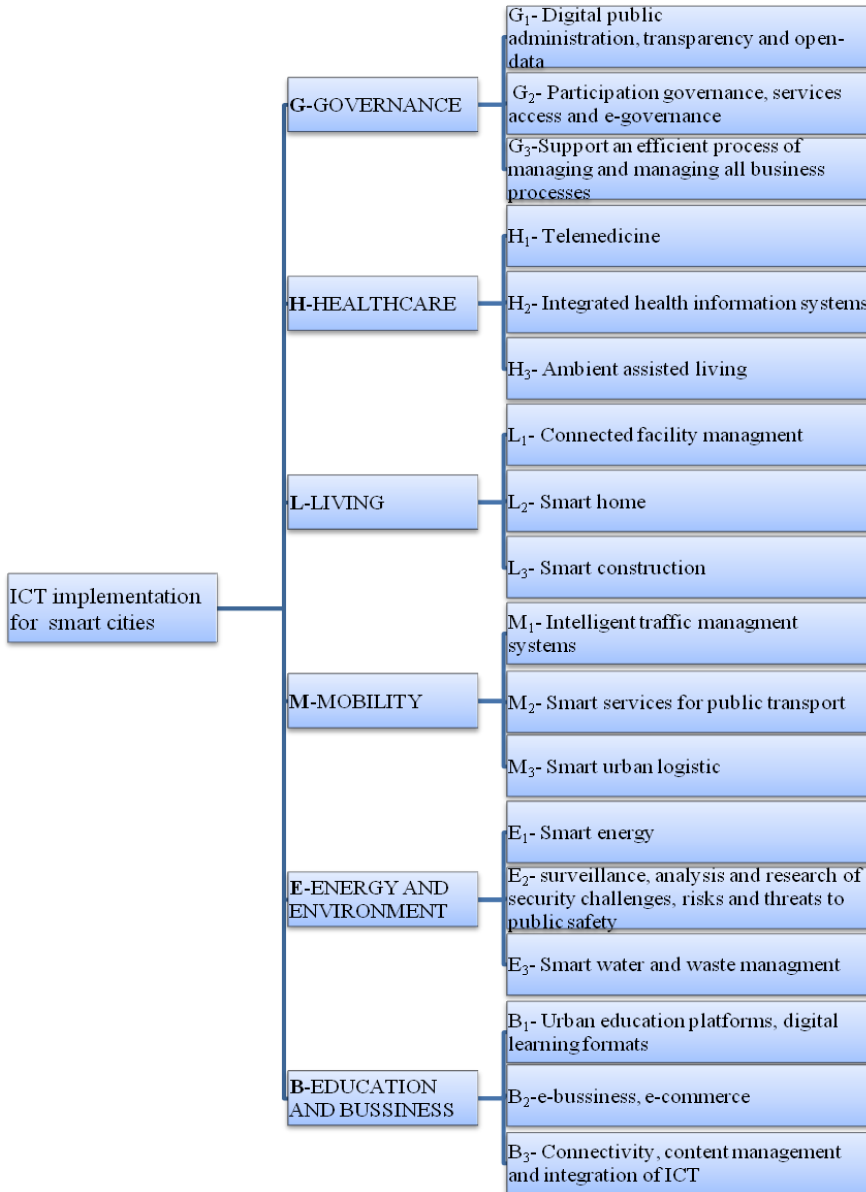 G₁- Digital public
administration, transparency and open-
data
G-GOVERNANCE
G₂- Participation governance, services
access and e-governance
G₃-Support an efficient process of
managing and managing all business
processes
H₁- Telemedicine
H-HEALTHCARE
H₂- Integrated health information systems
H₃- Ambient assisted living
L₁- Connected facility managment
L-LIVING
L₂- Smart home
L₃- Smart construction
ICT implementation
for smart cities
M₁- Intelligent traffic managment
systems
M-MOBILITY
M₂- Smart services for public transport
M₃- Smart urban logistic
E₁- Smart energy
E-ENERGY AND
ENVIRONMENT
E₂- surveillance, analysis and research of
security challenges, risks and threats to
public safety
E₃- Smart water and waste managment
B₁- Urban education platforms, digital
learning formats
B-EDUCATION
AND BUSSINESS
B₂-e-bussiness, e-commerce
B₃- Connectivity, content management
and integration of ICT